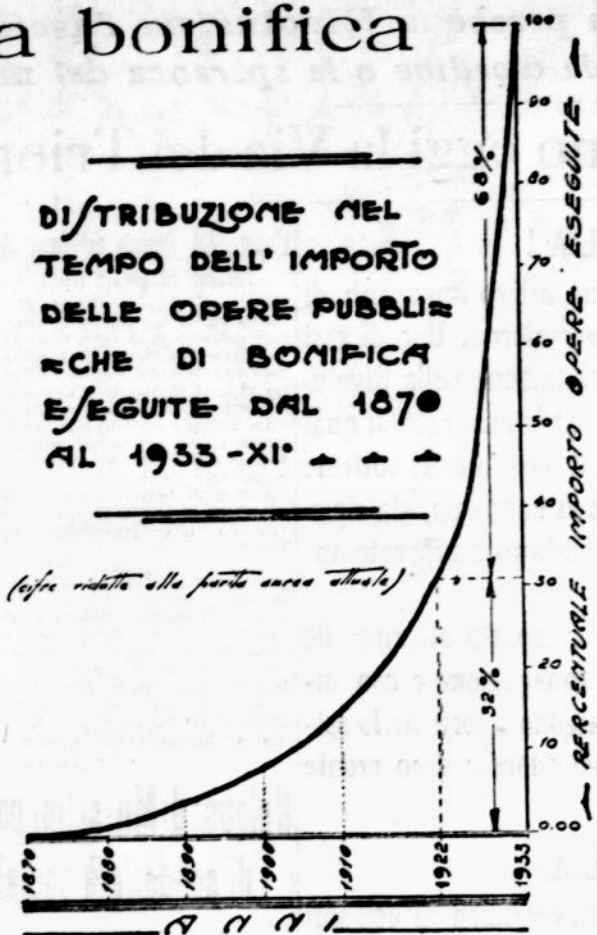 a bonifica
DISTRIBUZIONE NEL
TEMPO DELL' IMPORTO
DELLE OPERE PUBBLI=
=CHE DI BONIFICA
ESEGUITE DAL 1870
AL 1933-XI°
(cifre ridotte alla parità aurea attuale)
100
90
80
70
60
50
40
30
20
10
0.00
68%
32%
PERCENTUALE IMPORTO OPERE ESEGUITE
1870
1880
1890
1900
1910
1922
1933
ANNI